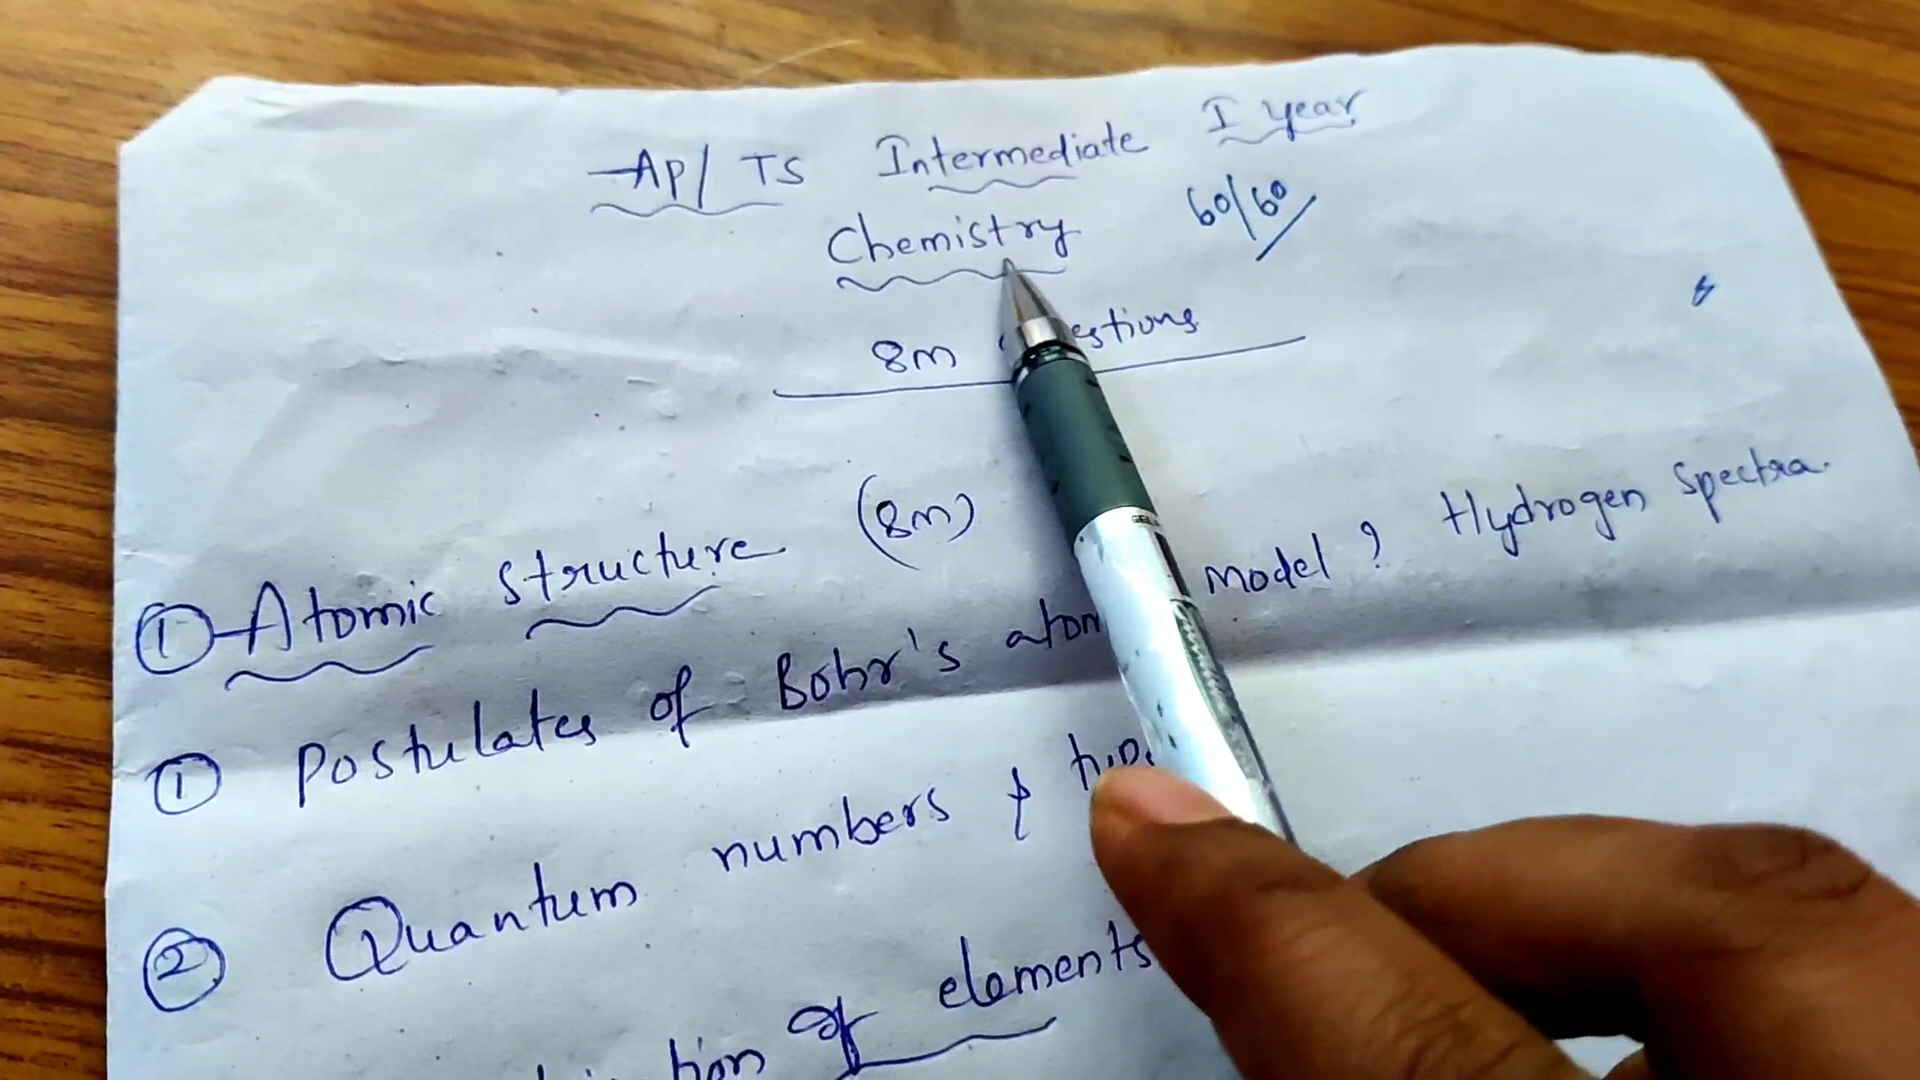 AP/ TS Intermediate I year
Chemistry 60/60
8m
① Atomic structure (8m)
① Postulates of Bohr's model? Hydrogen Spectra.
② Quantum numbers &
of elements